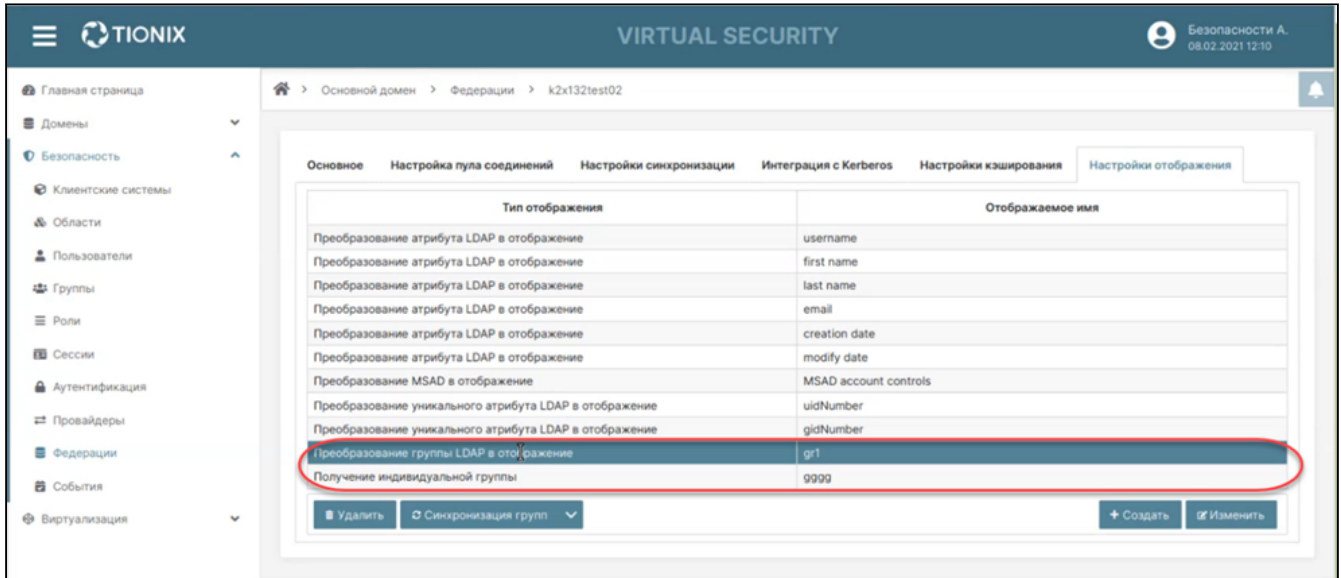 TIONIX
VIRTUAL SECURITY
Безопасности А.
08.02.2021 12:10
Главная страница
Домены
Безопасность
Клиентские системы
Области
Пользователи
Группы
Роли
Сессии
Аутентификация
Провайдеры
Федерации
События
Виртуализация
> Основной домен > Федерации > k2x132test02
Основное Настройка пула соединений Настройки синхронизации Интеграция с Kerberos Настройки кэширования Настройки отображения
Тип отображения Отображаемое имя
Преобразование атрибута LDAP в отображение username
Преобразование атрибута LDAP в отображение first name
Преобразование атрибута LDAP в отображение last name
Преобразование атрибута LDAP в отображение email
Преобразование атрибута LDAP в отображение creation date
Преобразование атрибута LDAP в отображение modify date
Преобразование MSAD в отображение MSAD account controls
Преобразование уникального атрибута LDAP в отображение uidNumber
Преобразование уникального атрибута LDAP в отображение gidNumber
Преобразование группы LDAP в отображение gr1
Получение индивидуальной группы gggg
Удалить Синхронизация групп + Создать Изменить